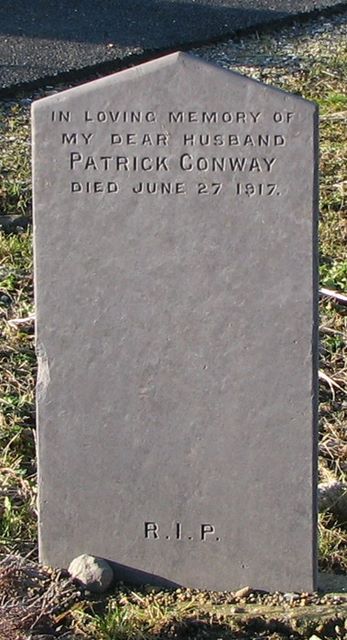 IN LOVING MEMORY OF
MY DEAR HUSBAND
PATRICK CONWAY
DIED JUNE 27 1917.
R.I.P.